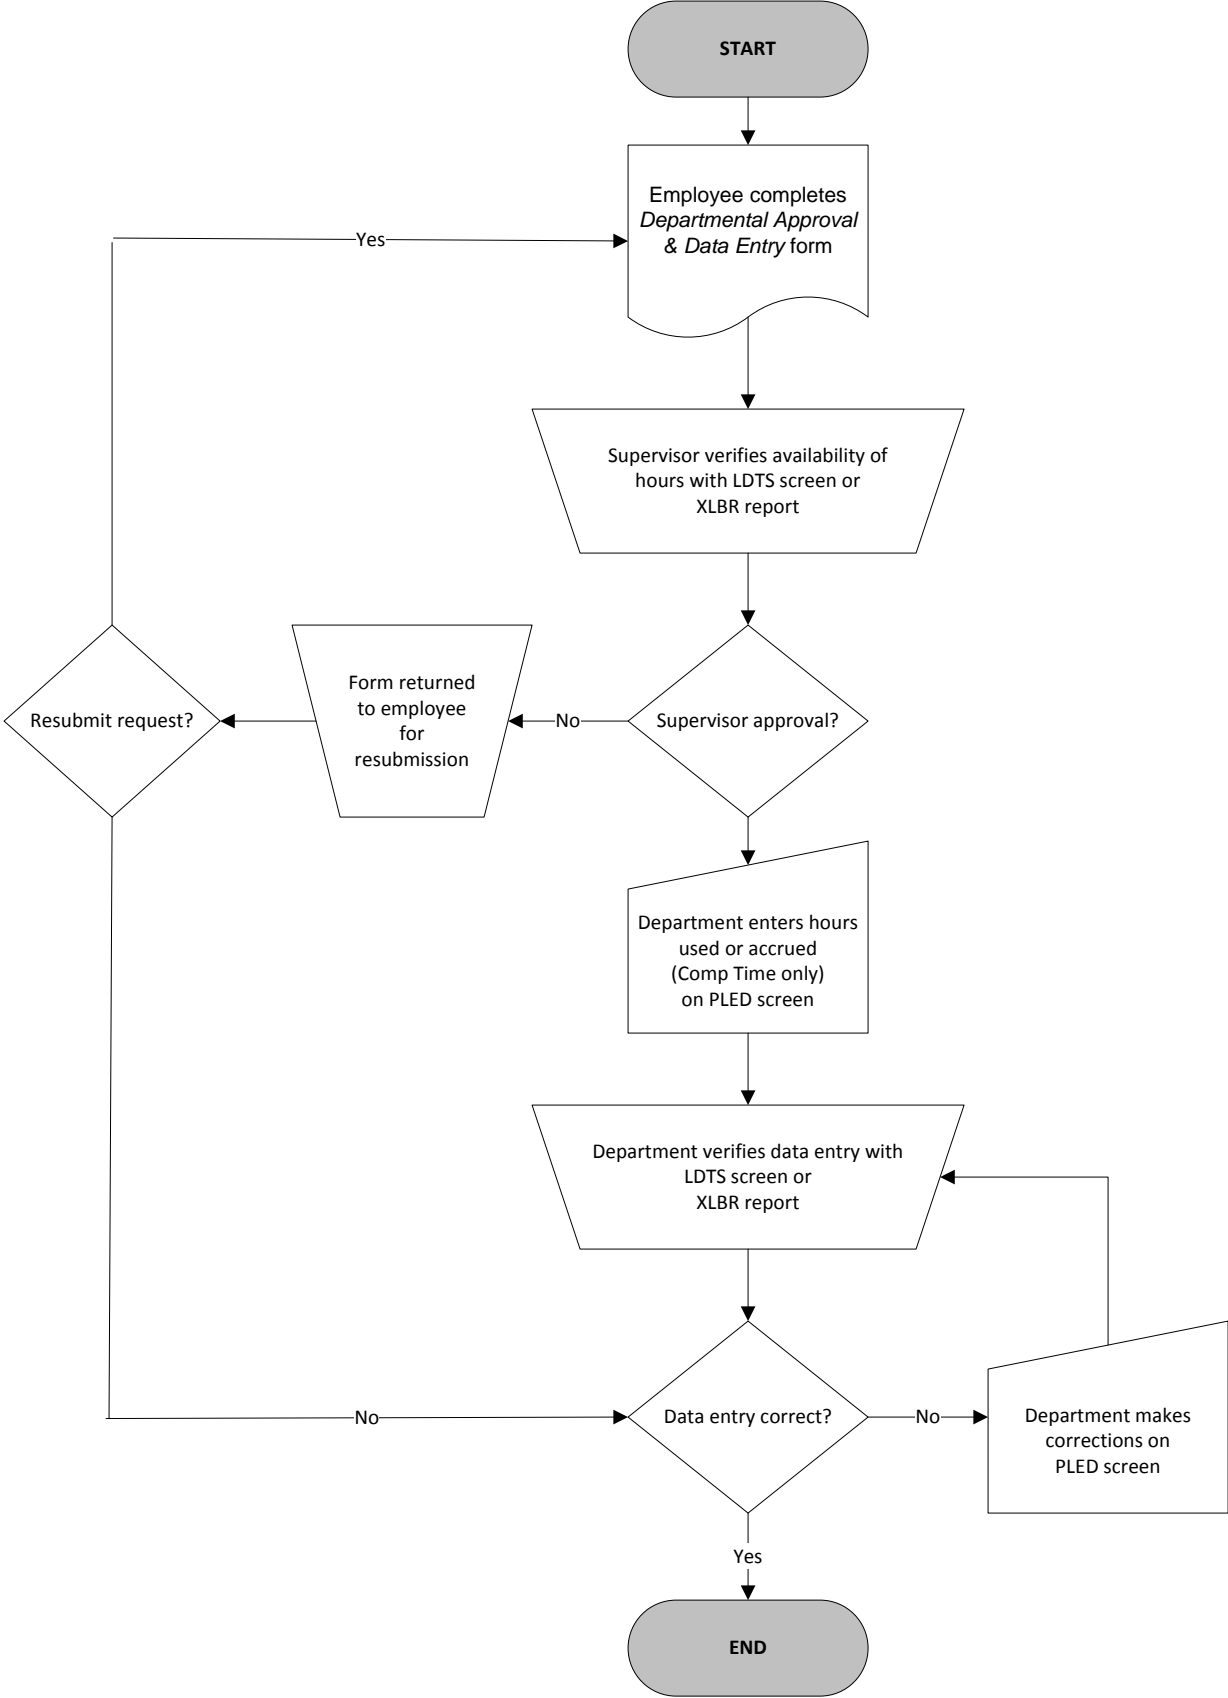 START
Employee completes
Departmental Approval
& Data Entry form
Yes
Supervisor verifies availability of
hours with LDTS screen or
XLBR report
Resubmit request?
Form returned
to employee
for
resubmission
No
Supervisor approval?
Department enters hours
used or accrued
(Comp Time only)
on PLED screen
Department verifies data entry with
LDTS screen or
XLBR report
No
Data entry correct?
No
Department makes
corrections on
PLED screen
Yes
END